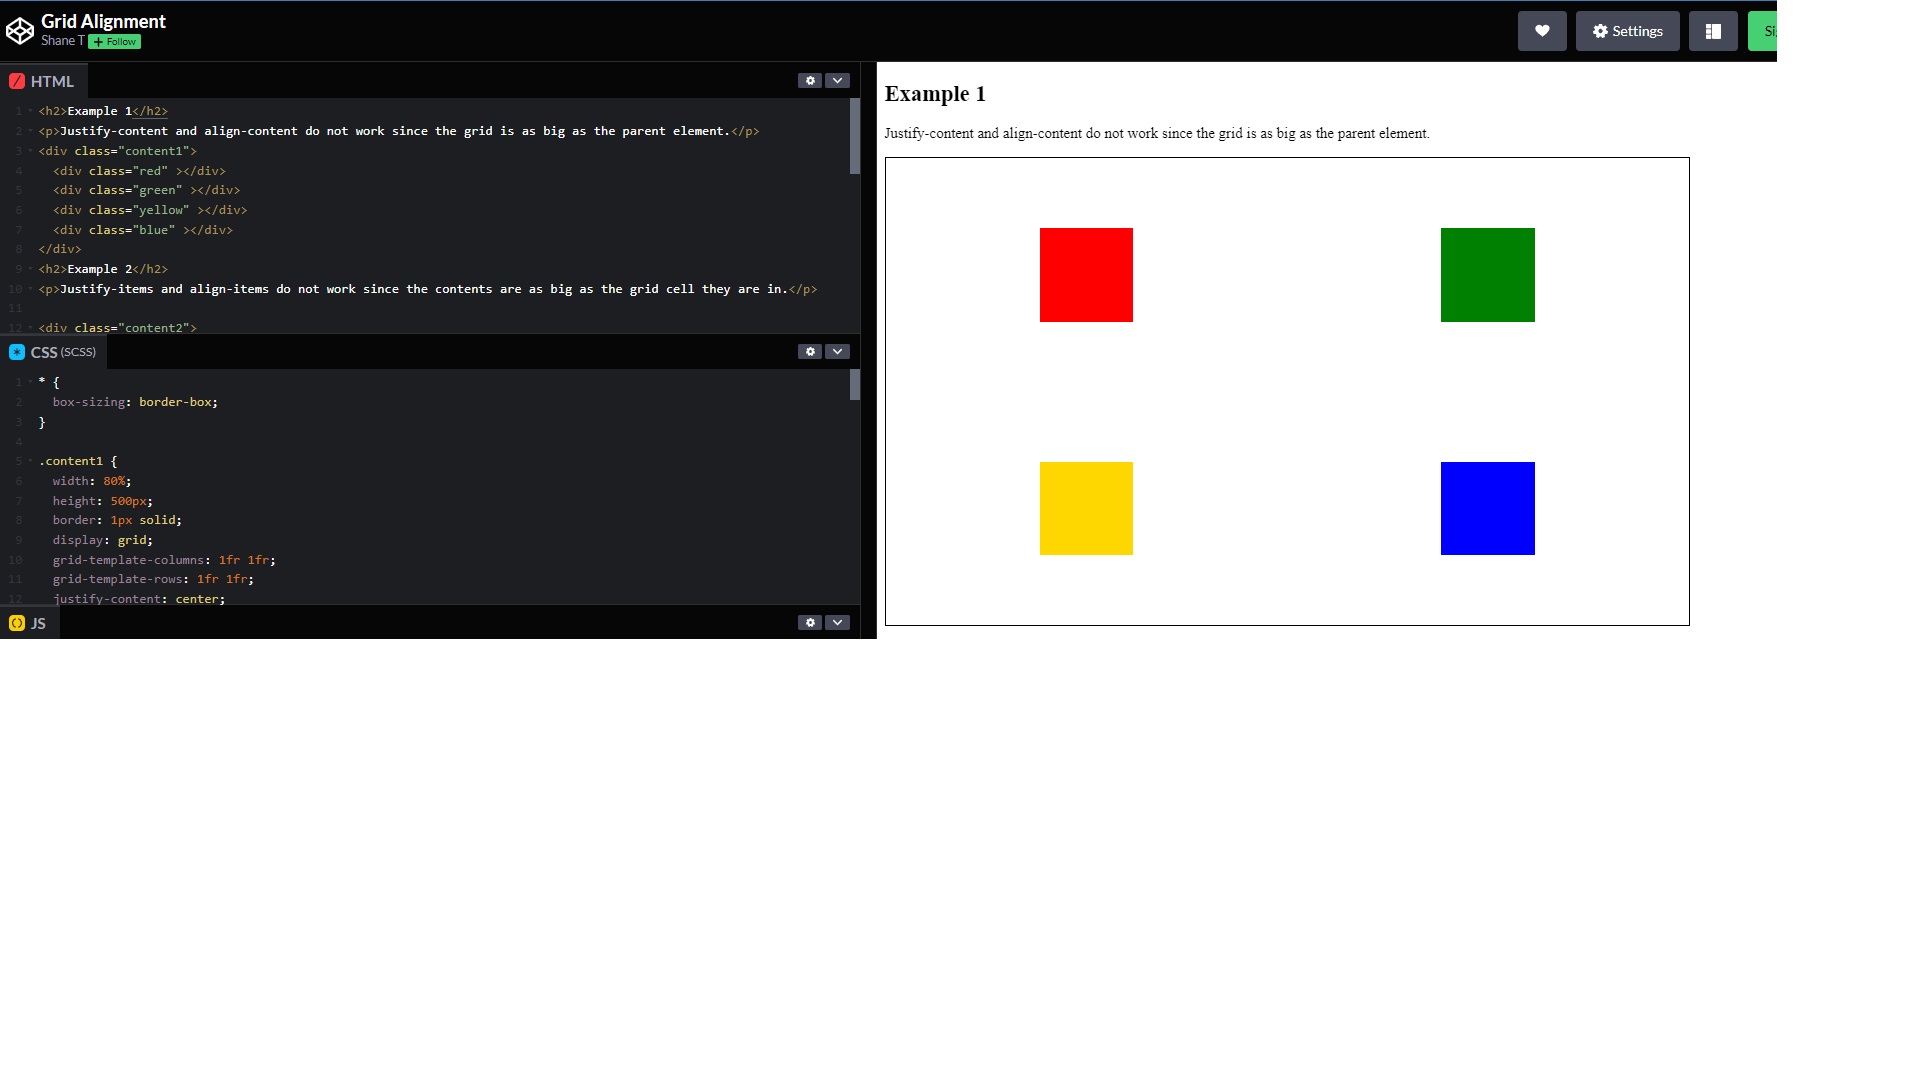 Grid Alignment
Shane T + Follow
Settings
HTML
1 <h2>Example 1</h2>
2 <p>Justify-content and align-content do not work since the grid is as big as the parent element.</p>
3 <div class="content1">
4 <div class="red" ></div>
5 <div class="green" ></div>
6 <div class="yellow" ></div>
7 <div class="blue" ></div>
8 </div>
9 <h2>Example 2</h2>
10 <p>Justify-items and align-items do not work since the contents are as big as the grid cell they are in.</p>
11
12 <div class="content2">
CSS (SCSS)
1 * {
2 box-sizing: border-box;
3 }
4
5 .content1 {
6 width: 80%;
7 height: 500px;
8 border: 1px solid;
9 display: grid;
10 grid-template-columns: 1fr 1fr;
11 grid-template-rows: 1fr 1fr;
12 justify-content: center;
JS
Example 1
Justify-content and align-content do not work since the grid is as big as the parent element.